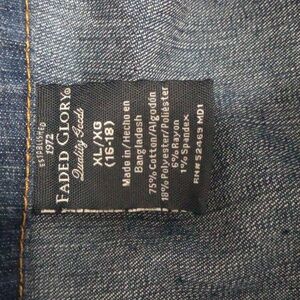 ESTABLISHED
1972
FADED GLORY®
Quality Goods
XL/XG
(16-18)
Made in/Hecho en
Bangladesh
75% Cotton/Algodón
18% Polyester/Poliéster
6% Rayon
1% Spandex
RN# 52469 MD1